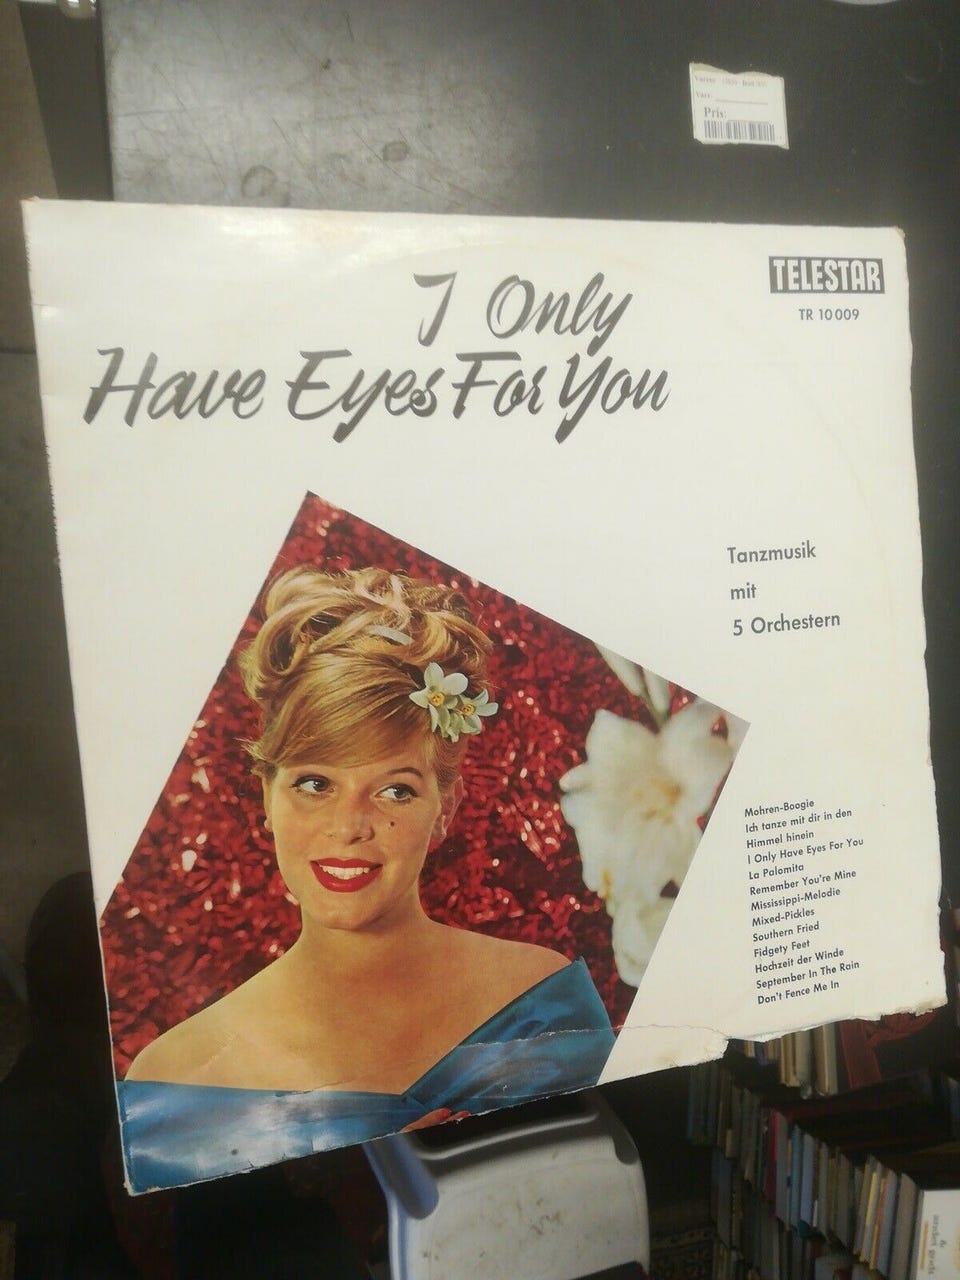 Pris:
I Only
Have Eyes For You
TELESTAR
TR 10009
Tanzmusik
mit
5 Orchestern
Mohren-Boogie
Ich tanze mit dir in den
Himmel hinein
I Only Have Eyes For You
La Palomita
Remember You're Mine
Mississippi-Melodie
Mixed-Pickles
Southern Fried
Fidgety Feet
Hochzeit der Winde
September In The Rain
Don't Fence Me In